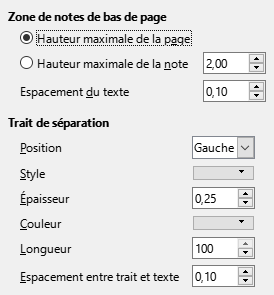 Zone de notes de bas de page
Hauteur maximale de la page
Hauteur maximale de la note 2,00
Espacement du texte 0,10
Trait de séparation
Position Gauche
Style
Épaisseur 0,25
Couleur
Longueur 100
Espacement entre trait et texte 0,10